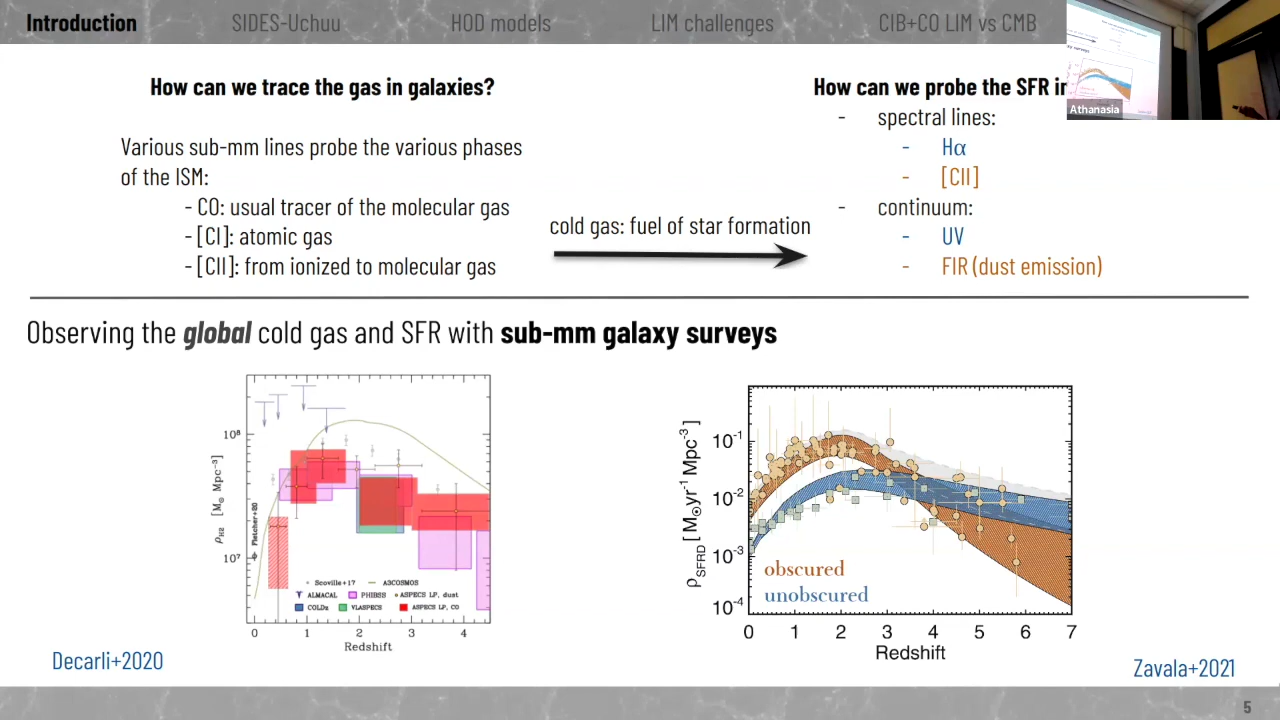 Introduction
SIDES-Uchuu
HOD models
LIM challenges
CIB+CO LIM vs CMB
Athanasia
How can we trace the gas in galaxies?
Various sub-mm lines probe the various phases
of the ISM:
- CO: usual tracer of the molecular gas
- [CI]: atomic gas
- [CII]: from ionized to molecular gas
cold gas: fuel of star formation
How can we probe the SFR in
- spectral lines:
- Hα
- [CII]
- continuum:
- UV
- FIR (dust emission)
Observing the global cold gas and SFR with sub-mm galaxy surveys
10⁸
10⁷
ρH2 [M⊙ Mpc⁻³]
Fletcher+20
Scoville+17
A3COSMOS
ALMACAL
PHIBSS
ASPECS LP, dust
COLDz
VLASPECS
ASPECS LP, CO
0 1 2 3 4
Redshift
Decarli+2020
10⁻¹
10⁻²
10⁻³
10⁻⁴
ρSFRD [M⊙yr⁻¹ Mpc⁻³]
obscured
unobscured
0 1 2 3 4 5 6 7
Redshift
Zavala+2021
5